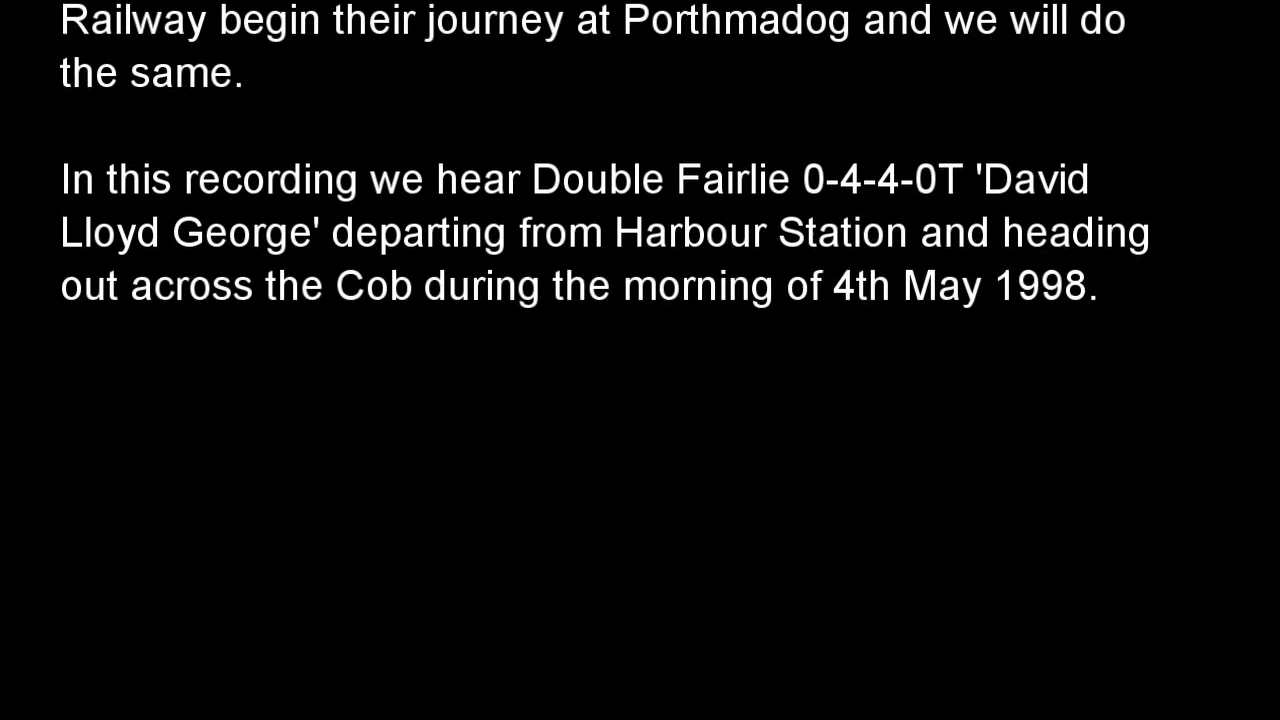 Railway begin their journey at Porthmadog and we will do
the same.
In this recording we hear Double Fairlie 0-4-4-0T 'David
Lloyd George' departing from Harbour Station and heading
out across the Cob during the morning of 4th May 1998.